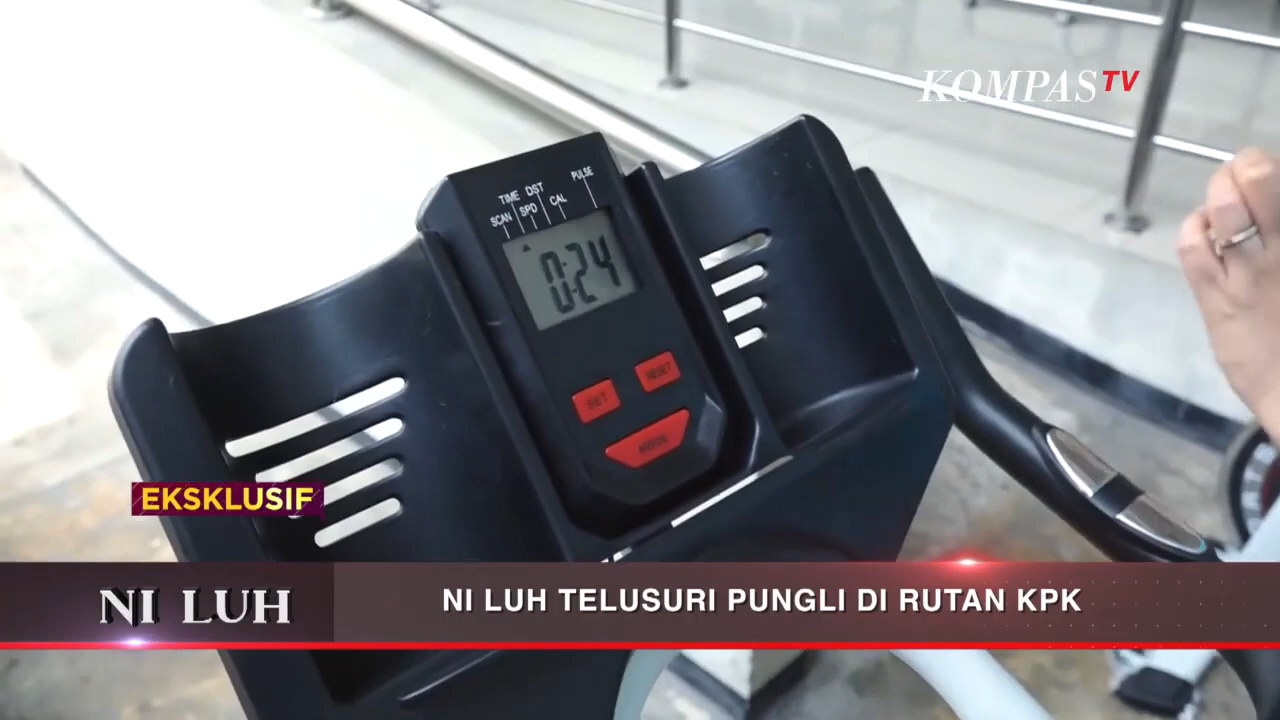 KOMPAS TV
PULSE
TIME DST
SCAN SPD CAL
0:24
SET RESET
MODE
EKSKLUSIF
NI LUH
NI LUH TELUSURI PUNGLI DI RUTAN KPK